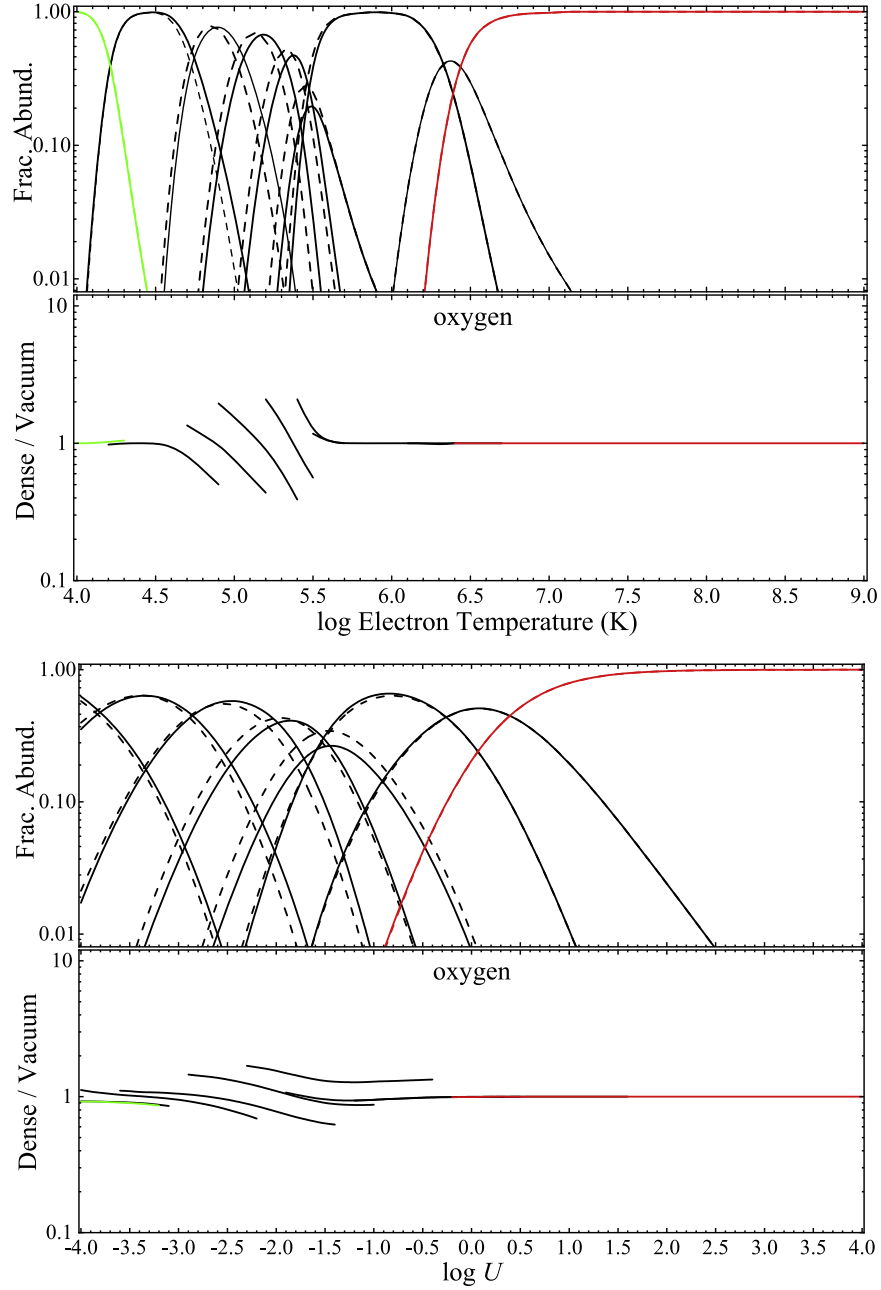 1.00
0.10
0.01
Frac. Abund.
oxygen
10
1
0.1
Dense / Vacuum
4.0 4.5 5.0 5.5 6.0 6.5 7.0 7.5 8.0 8.5 9.0
log Electron Temperature (K)
1.00
0.10
0.01
Frac. Abund.
oxygen
10
1
0.1
Dense / Vacuum
-4.0 -3.5 -3.0 -2.5 -2.0 -1.5 -1.0 -0.5 0.0 0.5 1.0 1.5 2.0 2.5 3.0 3.5 4.0
log U